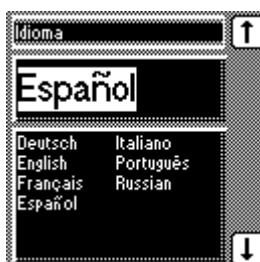 Idioma
Español
Deutsch Italiano
English Português
Français Russian
Español